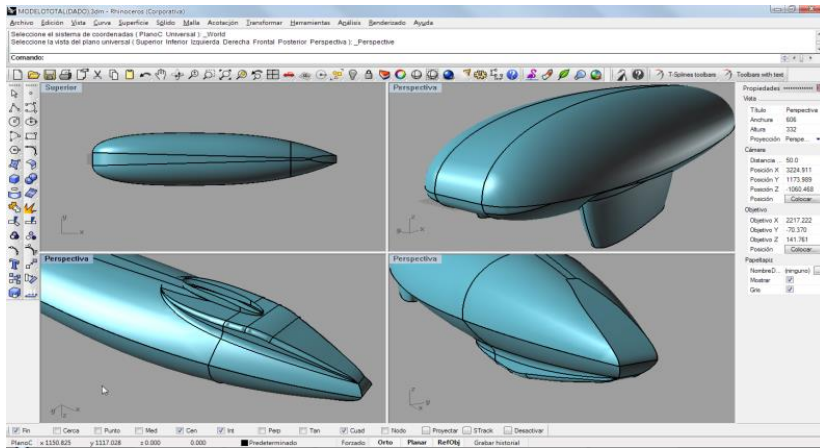 MODELOTOTAL(DADO).3dm - Rhinoceros (Corporativa)
Archivo Edición Vista Curva Superficie Sólido Malla Acotación Transformar Herramientas Análisis Renderizado Ayuda
Seleccione el sistema de coordenadas ( PlanoC Universal ): _World
Seleccione la vista del plano universal ( Superior Inferior Izquierda Derecha Frontal Posterior Perspectiva ): _Perspective
Comando:
T-Splines toolbars Toolbars with text
Superior Perspectiva
Perspectiva Perspectiva
Propiedades
Vista
Título Perspectiva
Anchura 606
Altura 332
Proyección Perspe...
Cámara
Distancia ... 50.0
Posición X 3224.911
Posición Y 1173.989
Posición Z -1060.468
Posición Colocar...
Objetivo
Objetivo X 2217.222
Objetivo Y -70.370
Objetivo Z 141.761
Posición Colocar...
Papeltapiz
NombreD... (ninguno) ...
Mostrar
Gris
Fin Cerca Punto Med Cen Int Perp Tan Cuad Nodo Proyectar STrack Desactivar
PlanoC x 1150.825 y 1117.028 z 0.000 0.000 Predeterminado Forzado Orto Planar RefObj Grabar historial